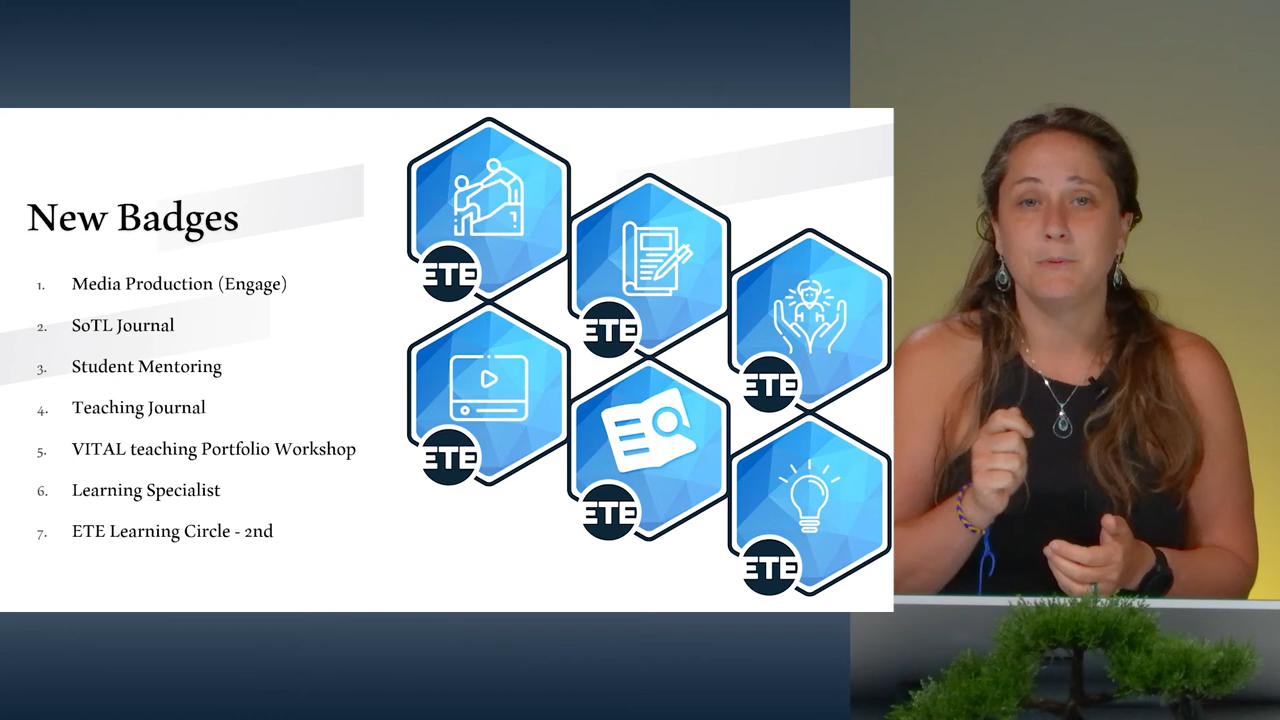 New Badges
1. Media Production (Engage)
2. SoTL Journal
3. Student Mentoring
4. Teaching Journal
5. VITAL teaching Portfolio Workshop
6. Learning Specialist
7. ETE Learning Circle - 2nd
ETE
ETE
ETE
ETE
ETE
ETE